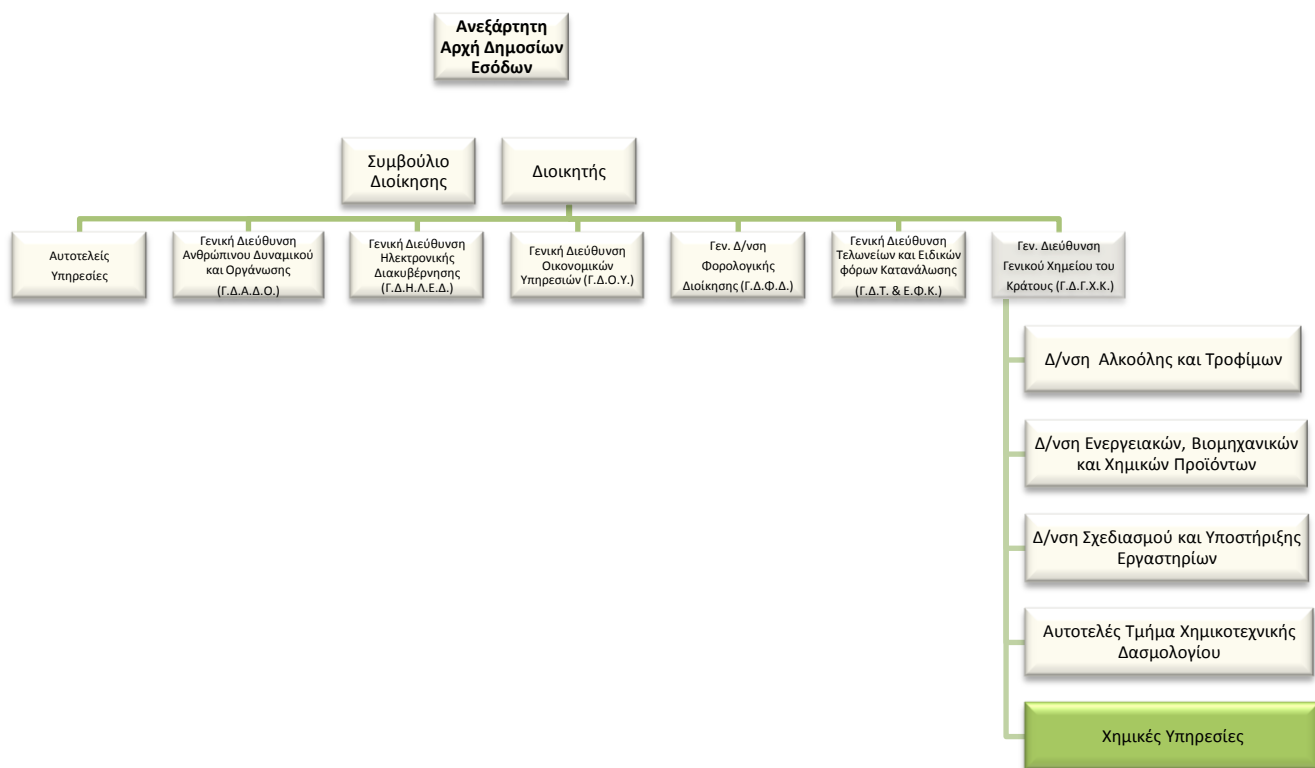 Ανεξάρτητη
Αρχή Δημοσίων
Εσόδων
Συμβούλιο
Διοίκησης
Διοικητής
Αυτοτελείς
Υπηρεσίες
Γενική Διεύθυνση
Ανθρώπινου Δυναμικού
και Οργάνωσης
(Γ.Δ.Α.Δ.Ο.)
Γενική Διεύθυνση
Ηλεκτρονικής
Διακυβέρνησης
(Γ.Δ.Η.Λ.Ε.Δ.)
Γενική Διεύθυνση
Οικονομικών
Υπηρεσιών (Γ.Δ.Ο.Υ.)
Γεν. Δ/νση
Φορολογικής
Διοίκησης (Γ.Δ.Φ.Δ.)
Γενική Διεύθυνση
Τελωνείων και Ειδικών
φόρων Κατανάλωσης
(Γ.Δ.Τ. & Ε.Φ.Κ.)
Γεν. Διεύθυνση
Γενικού Χημείου του
Κράτους (Γ.Δ.Γ.Χ.Κ.)
Δ/νση Αλκοόλης και Τροφίμων
Δ/νση Ενεργειακών, Βιομηχανικών
και Χημικών Προϊόντων
Δ/νση Σχεδιασμού και Υποστήριξης
Εργαστηρίων
Αυτοτελές Τμήμα Χημικοτεχνικής
Δασμολογίου
Χημικές Υπηρεσίες